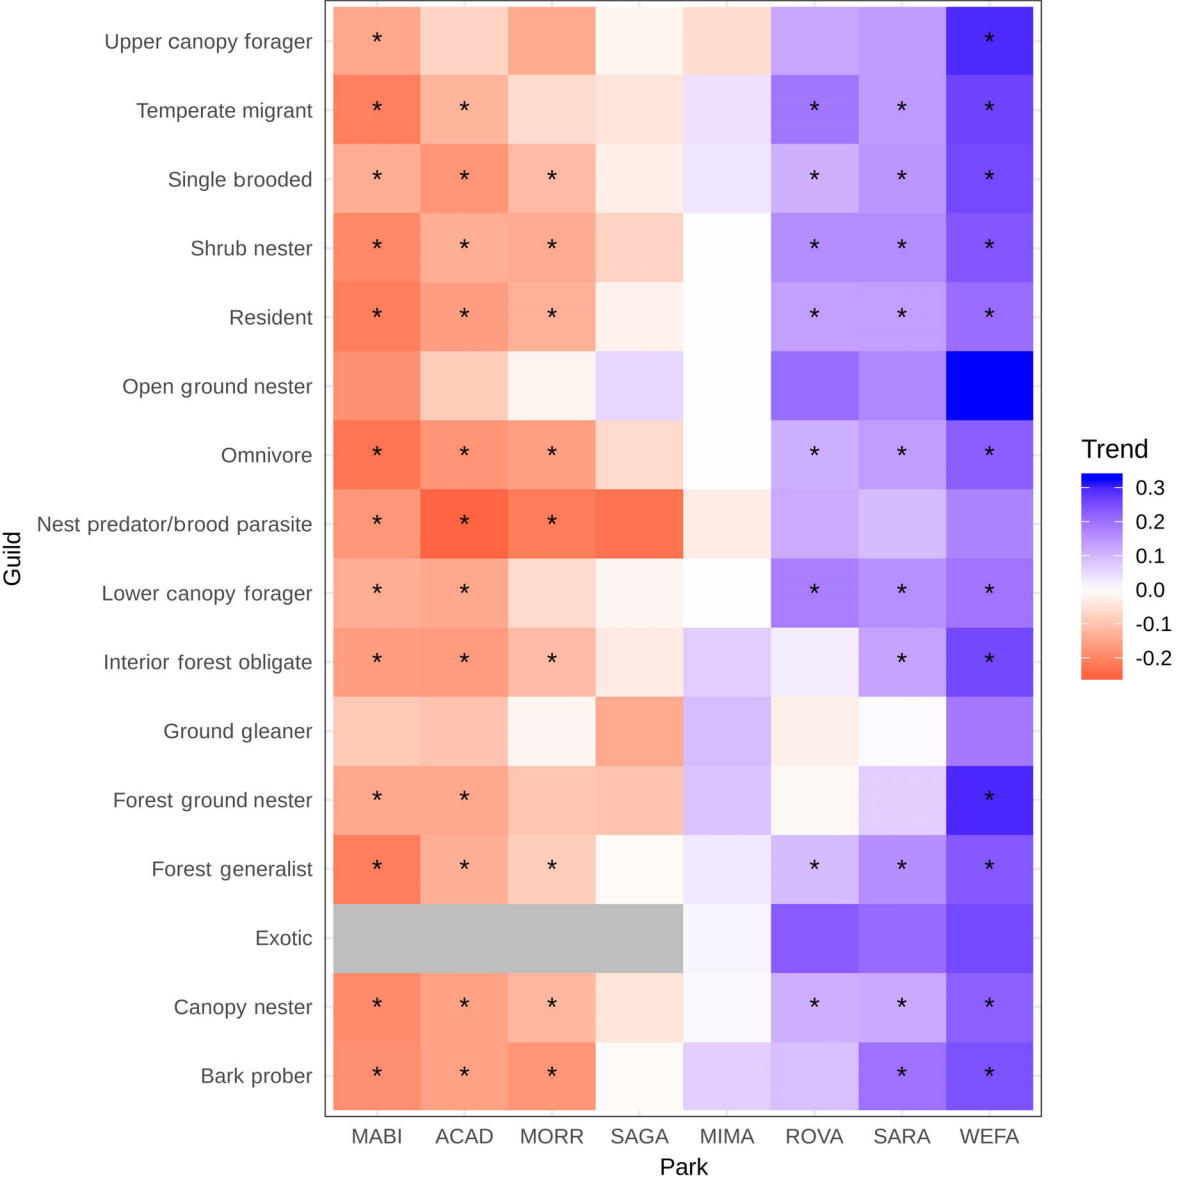 Upper canopy forager * *
Temperate migrant * * * * *
Single brooded * * * * * *
Shrub nester * * * * * *
Resident * * * * * *
Open ground nester
Omnivore * * * * * *
Nest predator/brood parasite * * *
Lower canopy forager * * * * *
Interior forest obligate * * * * *
Ground gleaner
Forest ground nester * * *
Forest generalist * * * * * *
Exotic
Canopy nester * * * * * *
Bark prober * * * * *
Guild
MABI ACAD MORR SAGA MIMA ROVA SARA WEFA
Park
Trend
0.3
0.2
0.1
0.0
-0.1
-0.2